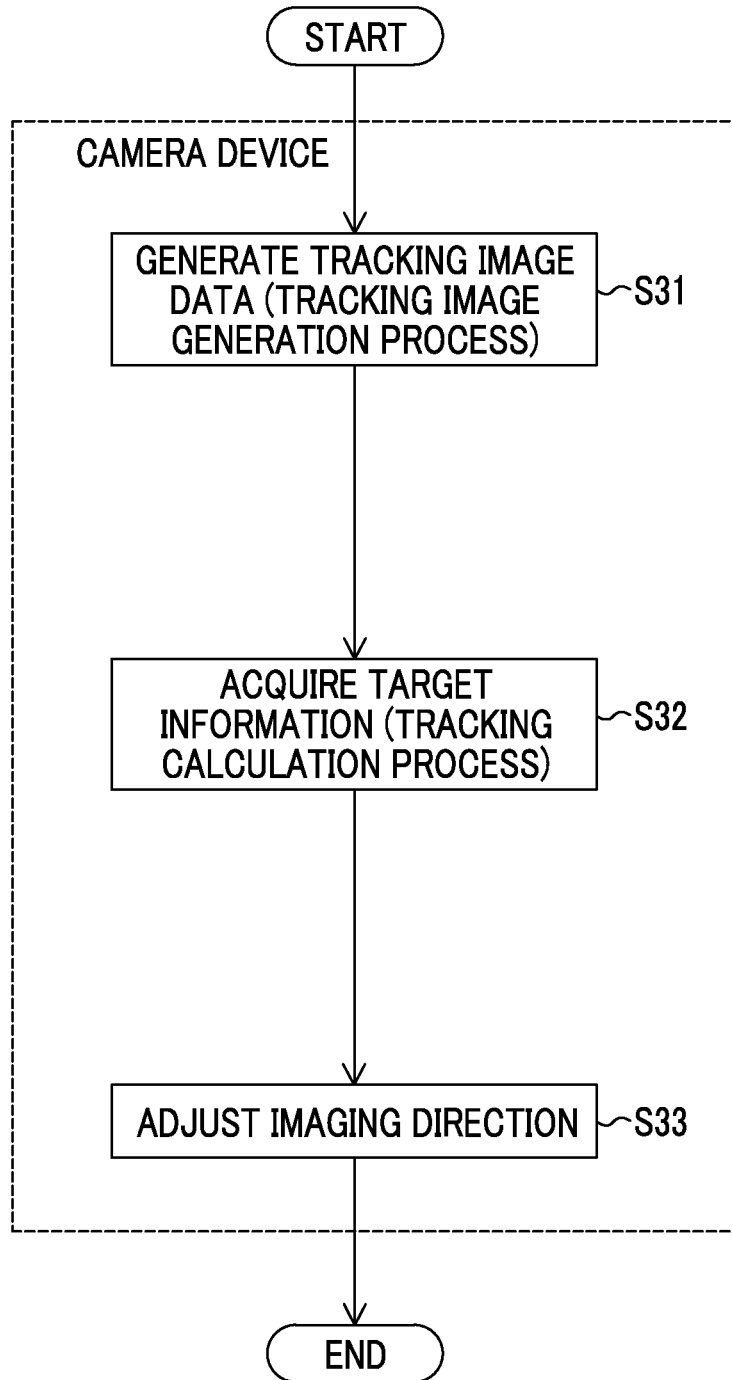 START
CAMERA DEVICE
GENERATE TRACKING IMAGE
DATA (TRACKING IMAGE
GENERATION PROCESS)
S31
ACQUIRE TARGET
INFORMATION (TRACKING
CALCULATION PROCESS)
S32
ADJUST IMAGING DIRECTION
S33
END